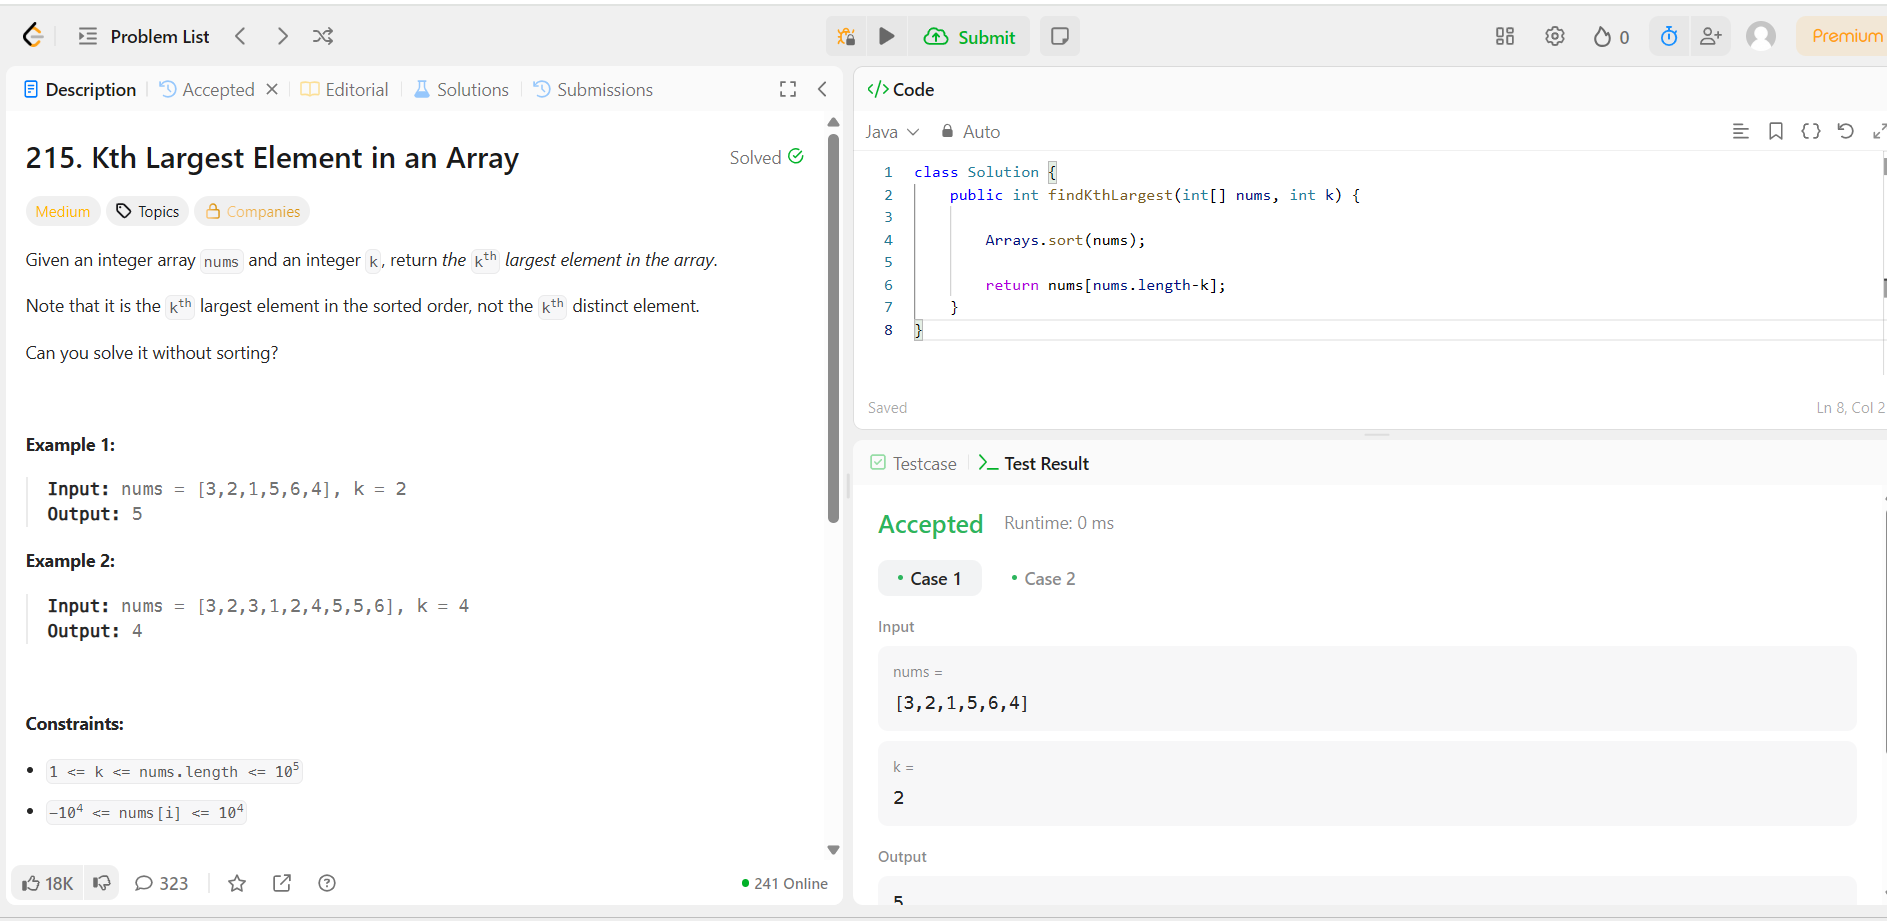 Problem List
Submit
0
Premium
Description
Accepted
Editorial
Solutions
Submissions
215. Kth Largest Element in an Array
Solved
Medium
Topics
Companies
Given an integer array nums and an integer k, return the kth largest element in the array.
Note that it is the kth largest element in the sorted order, not the kth distinct element.
Can you solve it without sorting?
Example 1:
Input: nums = [3,2,1,5,6,4], k = 2
Output: 5
Example 2:
Input: nums = [3,2,3,1,2,4,5,5,6], k = 4
Output: 4
Constraints:
• 1 <= k <= nums.length <= 10^5
• -10^4 <= nums[i] <= 10^4
18K
323
241 Online
</> Code
Java
Auto
1 class Solution {
2     public int findKthLargest(int[] nums, int k) {
3
4         Arrays.sort(nums);
5
6         return nums[nums.length-k];
7     }
8 }
Saved
Ln 8, Col 2
Testcase
Test Result
Accepted
Runtime: 0 ms
• Case 1
• Case 2
Input
nums =
[3,2,1,5,6,4]
k =
2
Output
5